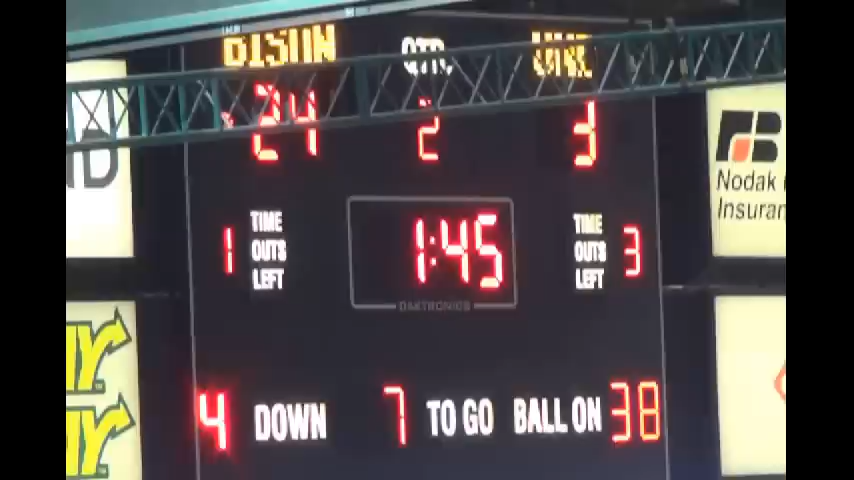 BISON QTR UNI
24 2 3
1 TIME OUTS LEFT 1:45 TIME OUTS LEFT 3
DAKTRONICS
4 DOWN 7 TO GO BALL ON 38
Nodak
Insuran